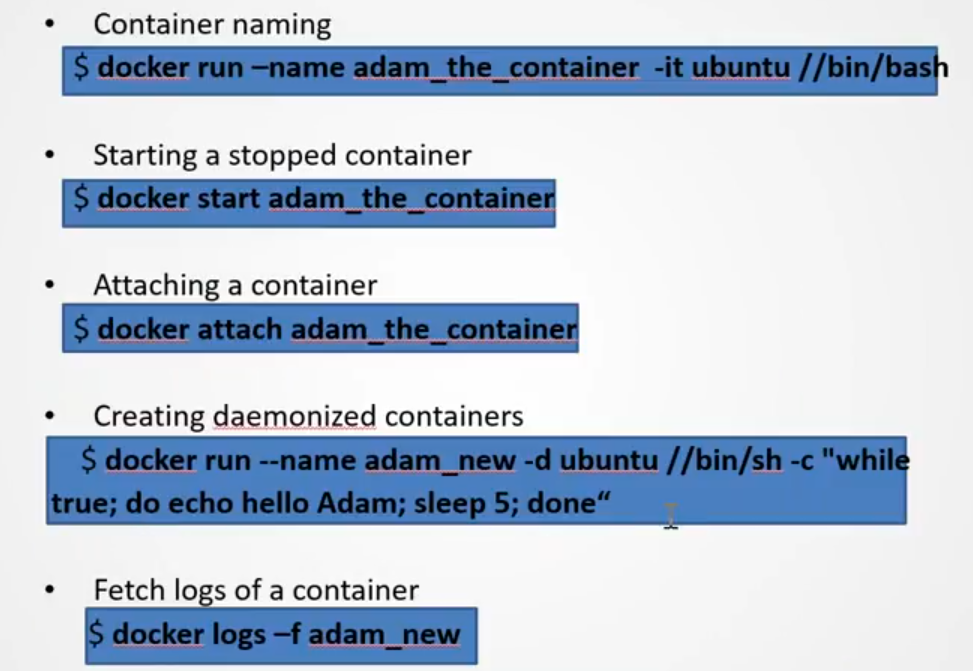 • Container naming
$ docker run –name adam_the_container -it ubuntu //bin/bash
• Starting a stopped container
$ docker start adam_the_container
• Attaching a container
$ docker attach adam_the_container
• Creating daemonized containers
$ docker run --name adam_new -d ubuntu //bin/sh -c "while
true; do echo hello Adam; sleep 5; done“
• Fetch logs of a container
$ docker logs –f adam_new